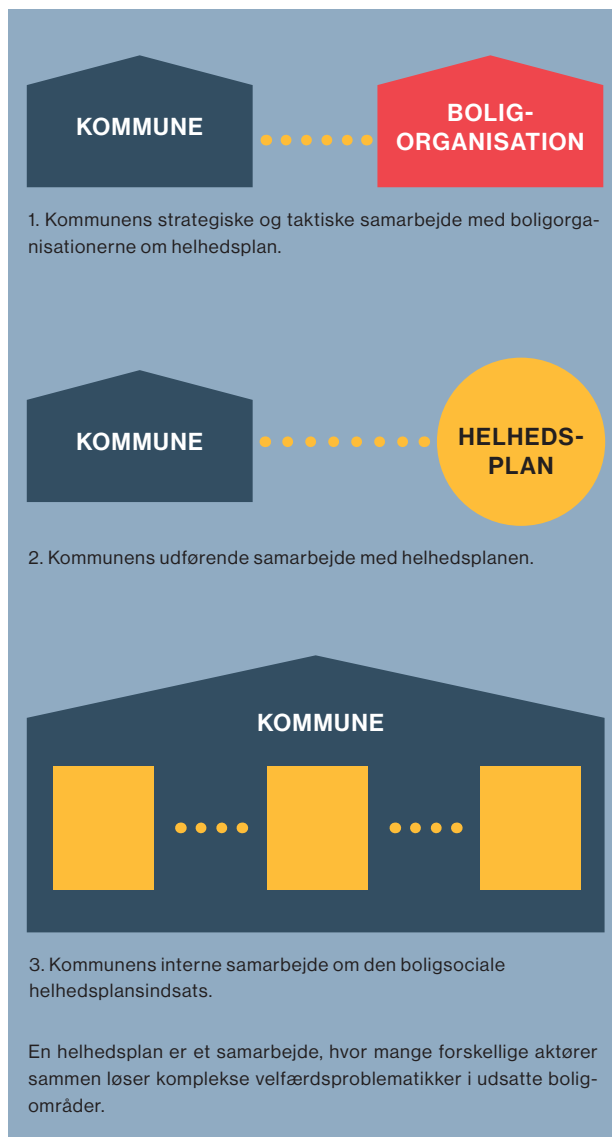 KOMMUNE
BOLIG-
ORGANISATION
1. Kommunens strategiske og taktiske samarbejde med boligorga-
nisationerne om helhedsplan.
KOMMUNE
HELHEDS-
PLAN
2. Kommunens udførende samarbejde med helhedsplanen.
KOMMUNE
3. Kommunens interne samarbejde om den boligsociale
helhedsplansindsats.
En helhedsplan er et samarbejde, hvor mange forskellige aktører
sammen løser komplekse velfærdsproblematikker i udsatte bolig-
områder.